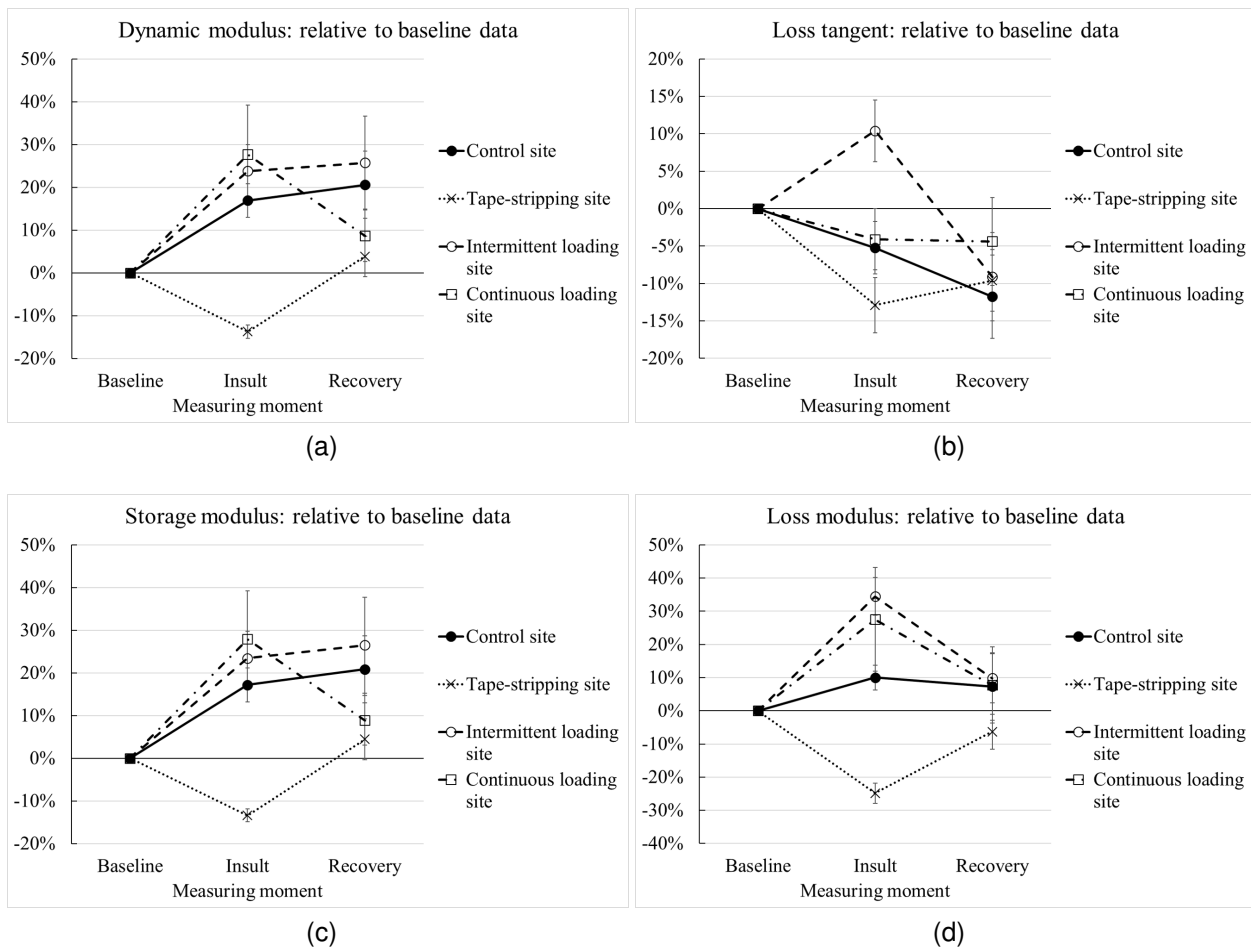 Dynamic modulus: relative to baseline data
50%
40%
30%
20%
10%
0%
-10%
-20%
Baseline Insult Recovery
Measuring moment
Control site
Tape-stripping site
Intermittent loading
site
Continuous loading
site
(a)
Loss tangent: relative to baseline data
20%
15%
10%
5%
0%
-5%
-10%
-15%
-20%
Baseline Insult Recovery
Measuring moment
Control site
Tape-stripping site
Intermittent loading
site
Continuous loading
site
(b)
Storage modulus: relative to baseline data
50%
40%
30%
20%
10%
0%
-10%
-20%
Baseline Insult Recovery
Measuring moment
Control site
Tape-stripping site
Intermittent loading
site
Continuous loading
site
(c)
Loss modulus: relative to baseline data
50%
40%
30%
20%
10%
0%
-10%
-20%
-30%
-40%
Baseline Insult Recovery
Measuring moment
Control site
Tape-stripping site
Intermittent loading
site
Continuous loading
site
(d)